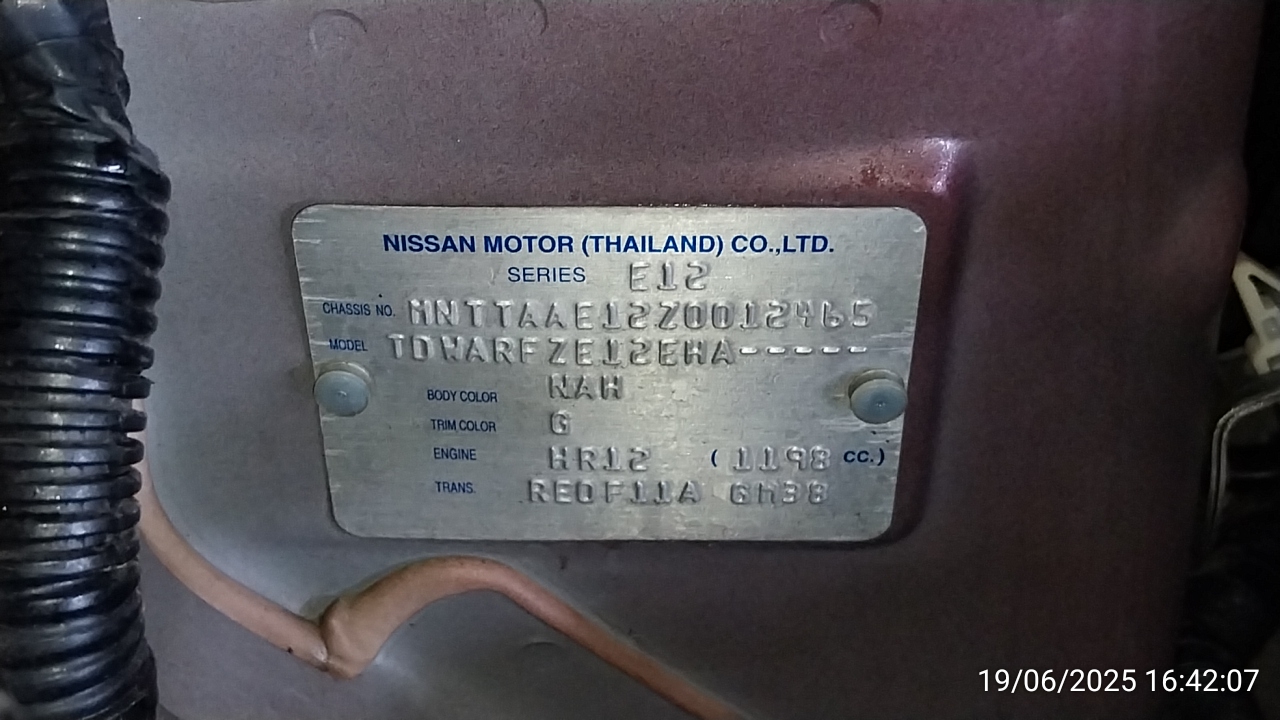 NISSAN MOTOR (THAILAND) CO.,LTD.
SERIES E12
CHASSIS NO. MNTTAAE12Z0012465
MODEL TDWARFZE12EHA-----
BODY COLOR NAH
TRIM COLOR G
ENGINE HR12 ( 1198 CC.)
TRANS. RE0F11A GH38
19/06/2025 16:42:07